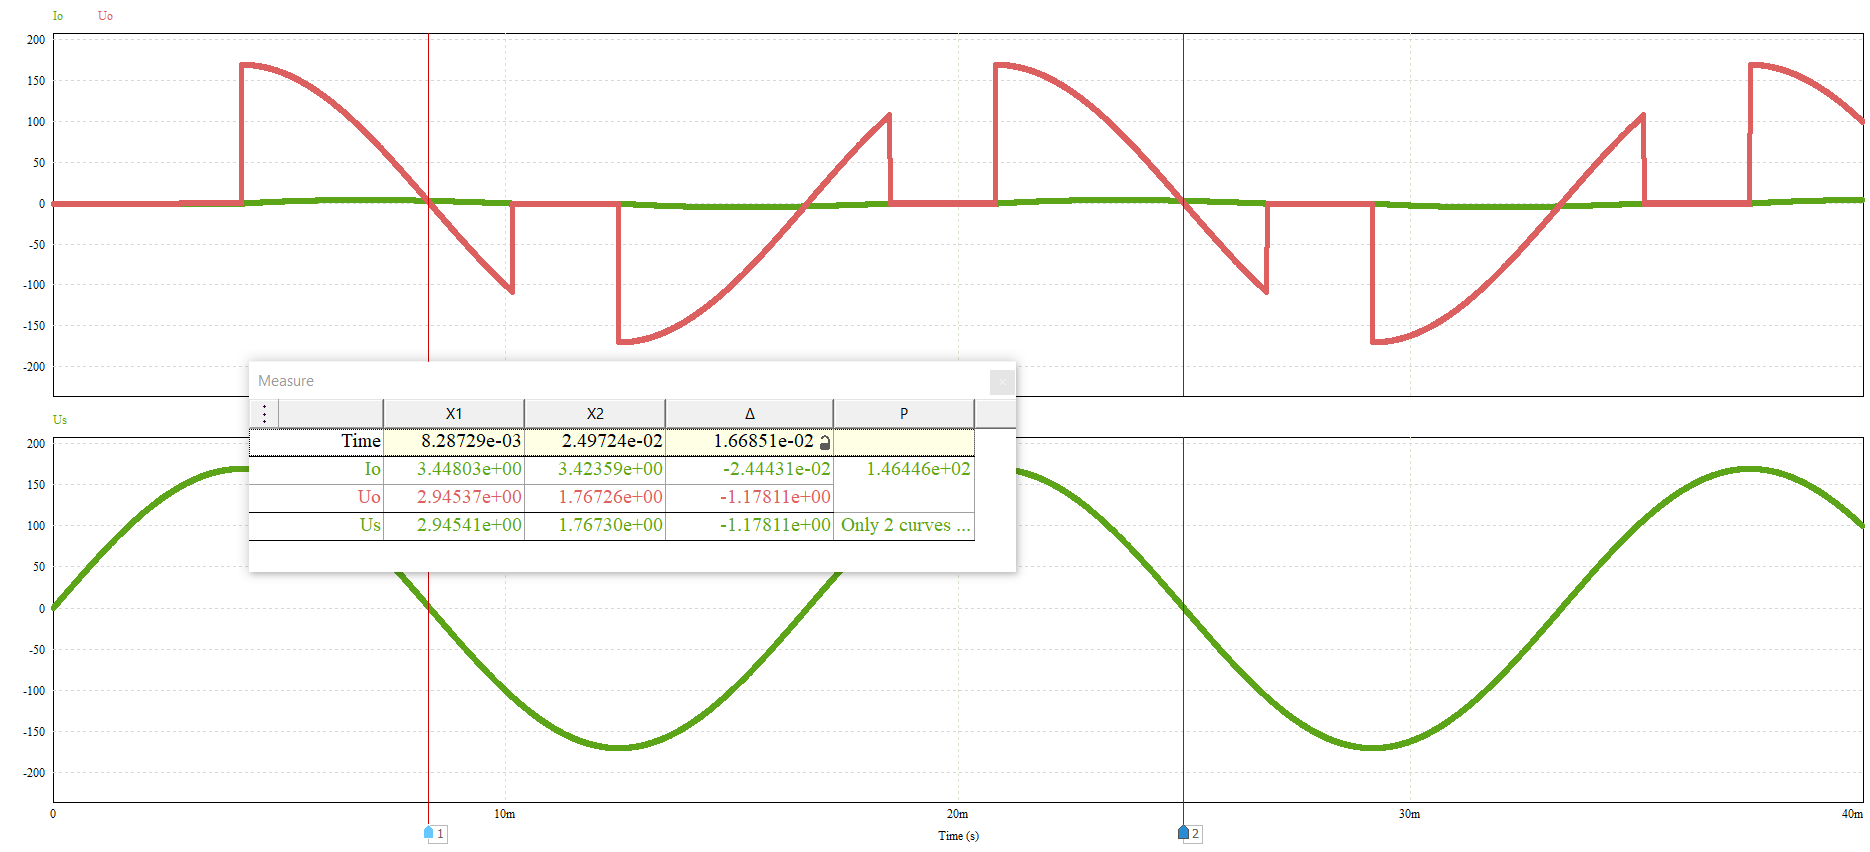 Io Uo
200
150
100
50
0
-50
-100
-150
-200
Measure
X1 X2 Δ P
Time 8.28729e-03 2.49724e-02 1.66851e-02
Io 3.44803e+00 3.42359e+00 -2.44431e-02 1.46446e+02
Uo 2.94537e+00 1.76726e+00 -1.17811e+00
Us 2.94541e+00 1.76730e+00 -1.17811e+00 Only 2 curves ...
Us
200
150
100
50
0
-50
-100
-150
-200
0 10m 20m 30m 40m
1 2
Time (s)